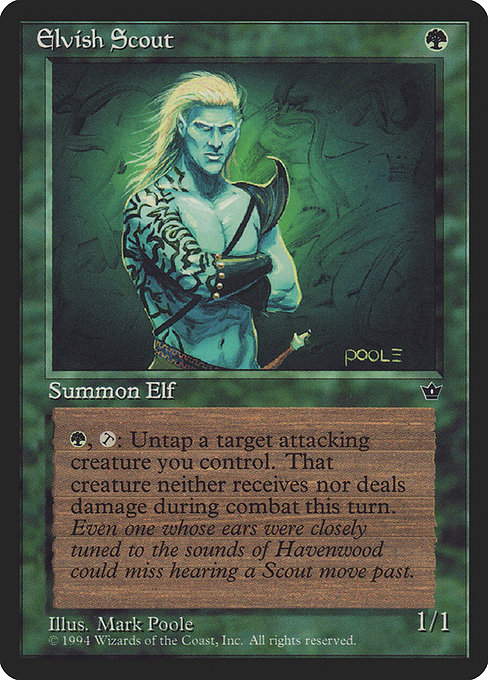 Elvish Scout
POOLE
Summon Elf
: Untap a target attacking
creature you control. That
creature neither receives nor deals
damage during combat this turn.
Even one whose ears were closely
tuned to the sounds of Havenwood
could miss hearing a Scout move past.
Illus. Mark Poole
1/1
© 1994 Wizards of the Coast, Inc. All rights reserved.